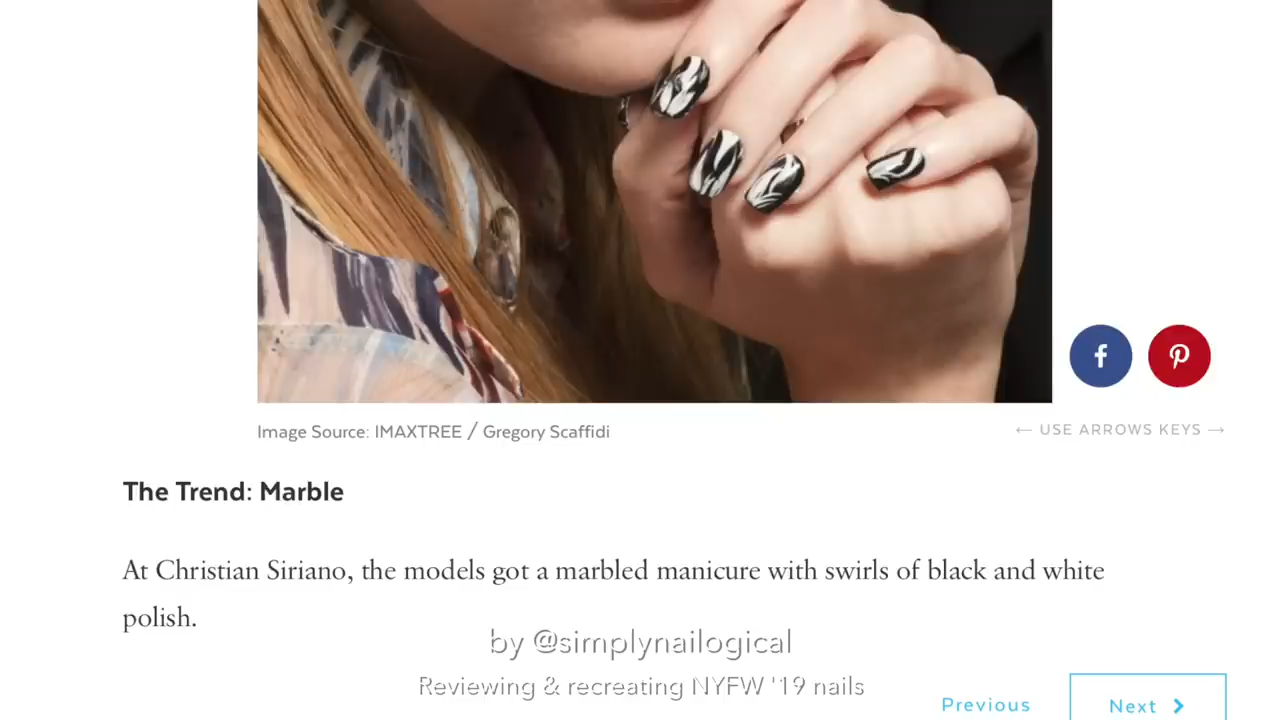 Image Source: IMAXTREE / Gregory Scaffidi
← USE ARROWS KEYS →
The Trend: Marble
At Christian Siriano, the models got a marbled manicure with swirls of black and white
polish.
by @simplynailogical
Reviewing & recreating NYFW '19 nails
Previous
Next